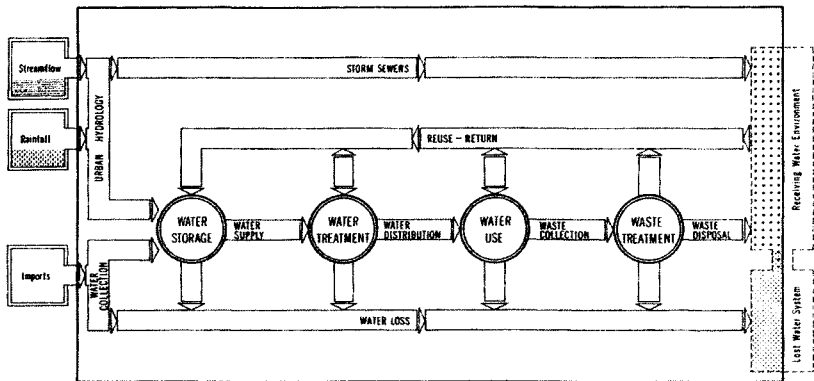 Streamflow
STORM SEWERS
Rainfall
URBAN HYDROLOGY
REUSE - RETURN
WATER
STORAGE
WATER
SUPPLY
WATER
TREATMENT
WATER
DISTRIBUTION
WATER
USE
WASTE
COLLECTION
WASTE
TREATMENT
WASTE
DISPOSAL
Imports
WATER
COLLECTION
WATER LOSS
Receiving Water Environment
Lost Water System